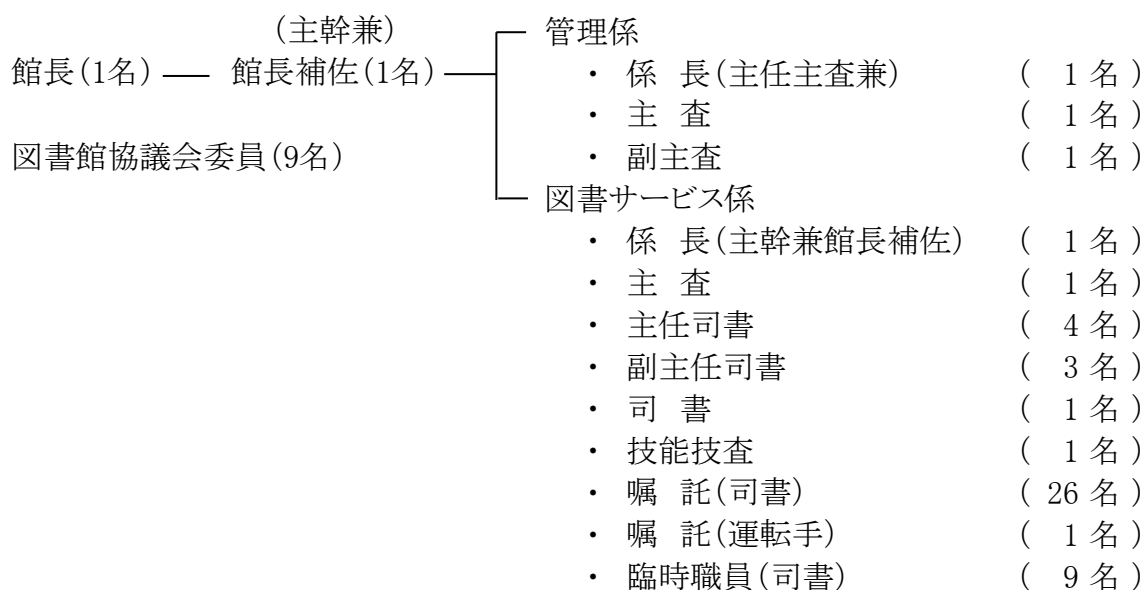 (主幹兼)
管理係
館長(1名) 館長補佐(1名)
・ 係 長(主任主査兼) ( 1 名 )
・ 主 査 ( 1 名 )
図書館協議会委員(9名)
・ 副主査 ( 1 名 )
図書サービス係
・ 係 長(主幹兼館長補佐) ( 1 名 )
・ 主 査 ( 1 名 )
・ 主任司書 ( 4 名 )
・ 副主任司書 ( 3 名 )
・ 司 書 ( 1 名 )
・ 技能技査 ( 1 名 )
・ 嘱 託(司書) ( 26 名 )
・ 嘱 託(運転手) ( 1 名 )
・ 臨時職員(司書) ( 9 名 )